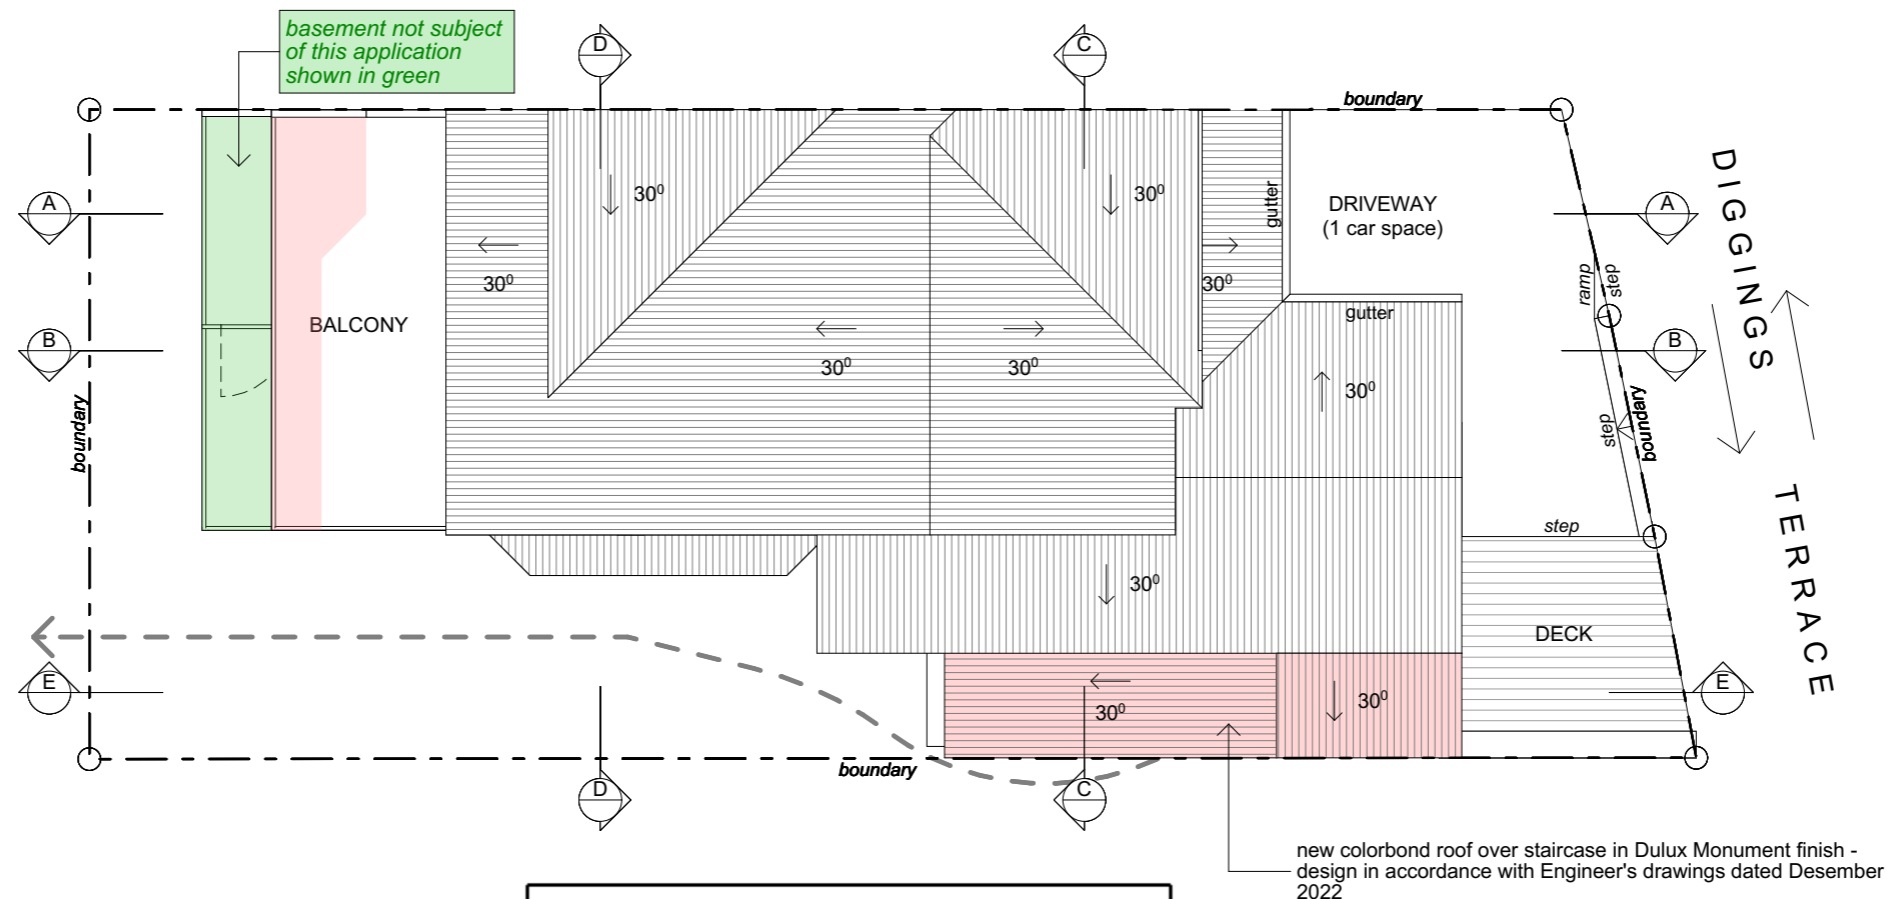 basement not subject
of this application
shown in green
D
C
boundary
A
A
B
B
boundary
BALCONY
30⁰
30⁰
30⁰
30⁰
30⁰
30⁰
gutter
gutter
30⁰
DRIVEWAY
(1 car space)
ramp
step
step
boundary
DIGGINGS
TERRACE
step
DECK
30⁰
30⁰
30⁰
E
E
boundary
D
C
new colorbond roof over staircase in Dulux Monument finish -
design in accordance with Engineer's drawings dated Desember
2022